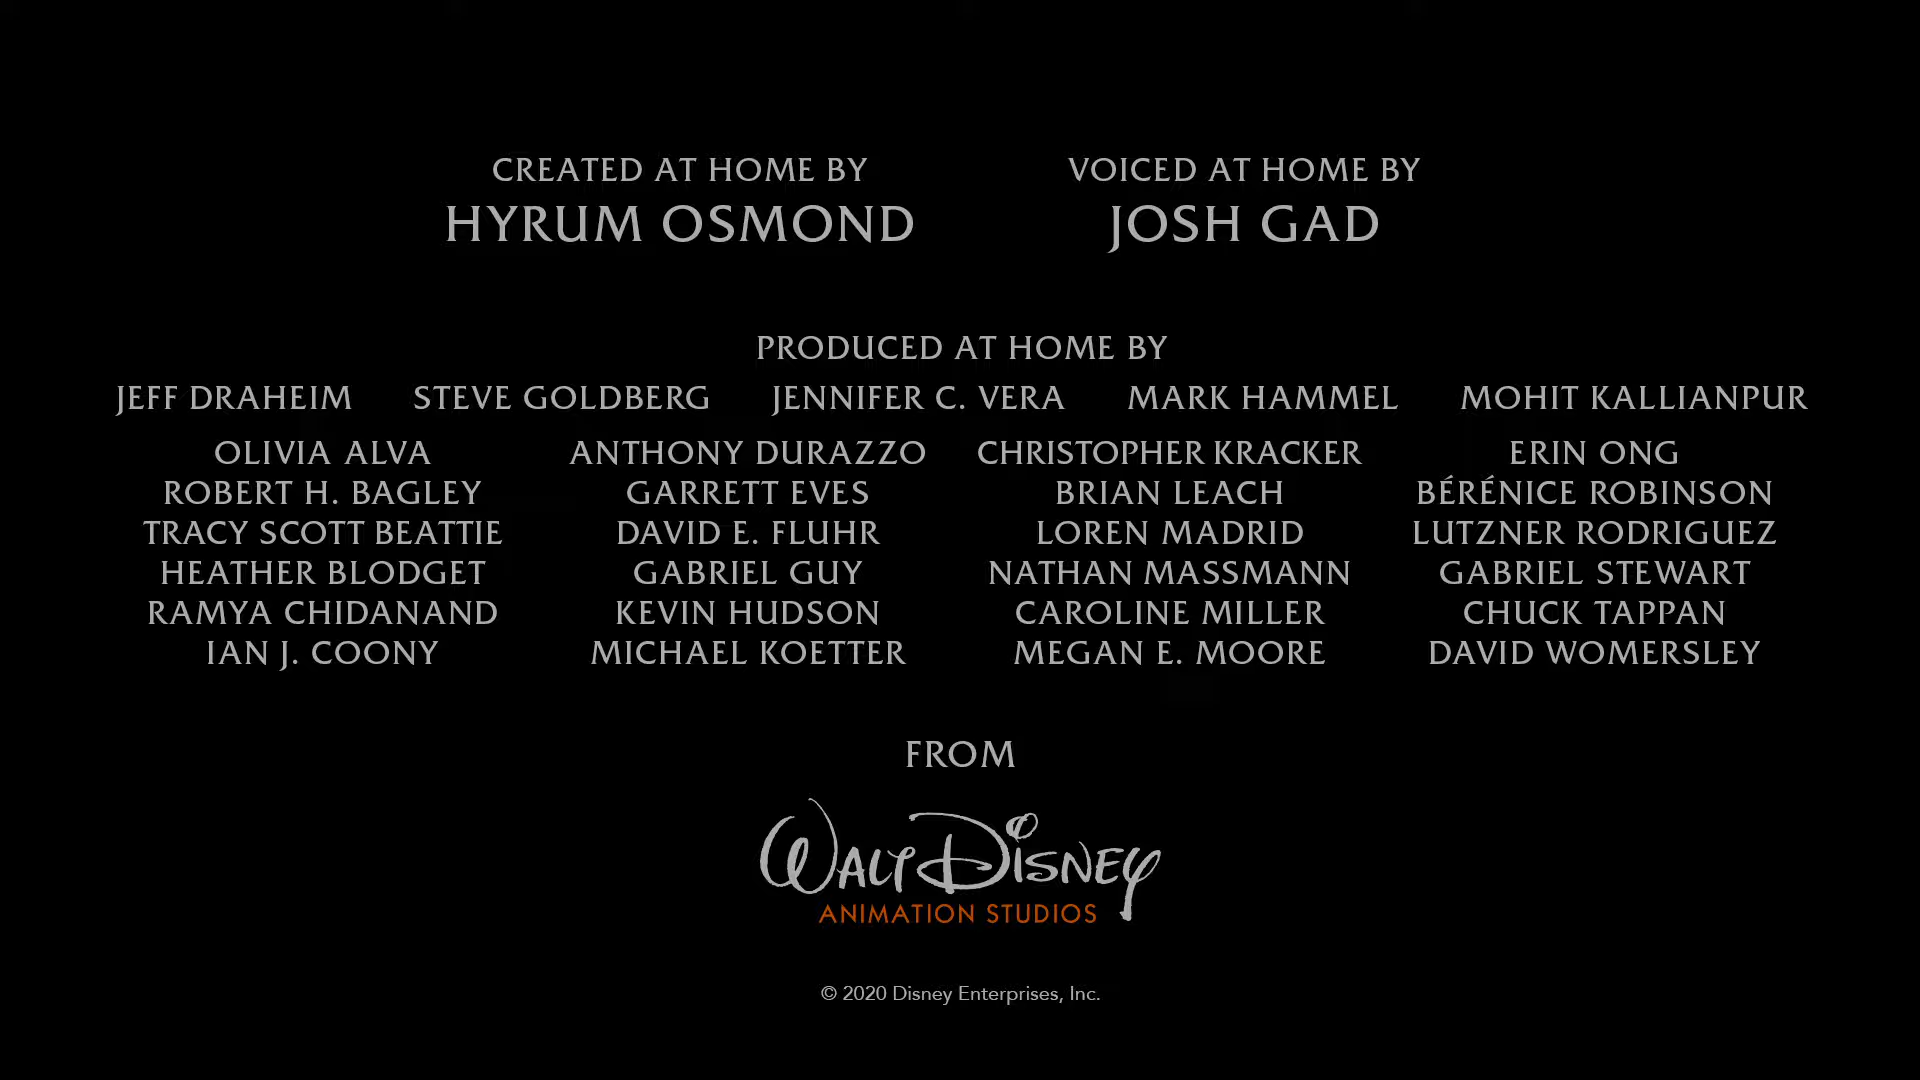 CREATED AT HOME BY VOICED AT HOME BY
HYRUM OSMOND JOSH GAD
PRODUCED AT HOME BY
JEFF DRAHEIM STEVE GOLDBERG JENNIFER C. VERA MARK HAMMEL MOHIT KALLIANPUR
OLIVIA ALVA ANTHONY DURAZZO CHRISTOPHER KRACKER ERIN ONG
ROBERT H. BAGLEY GARRETT EVES BRIAN LEACH BÉRÉNICE ROBINSON
TRACY SCOTT BEATTIE DAVID E. FLUHR LOREN MADRID LUTZNER RODRIGUEZ
HEATHER BLODGET GABRIEL GUY NATHAN MASSMANN GABRIEL STEWART
RAMYA CHIDANAND KEVIN HUDSON CAROLINE MILLER CHUCK TAPPAN
IAN J. COONY MICHAEL KOETTER MEGAN E. MOORE DAVID WOMERSLEY
FROM
WALT DISNEY
ANIMATION STUDIOS
© 2020 Disney Enterprises, Inc.